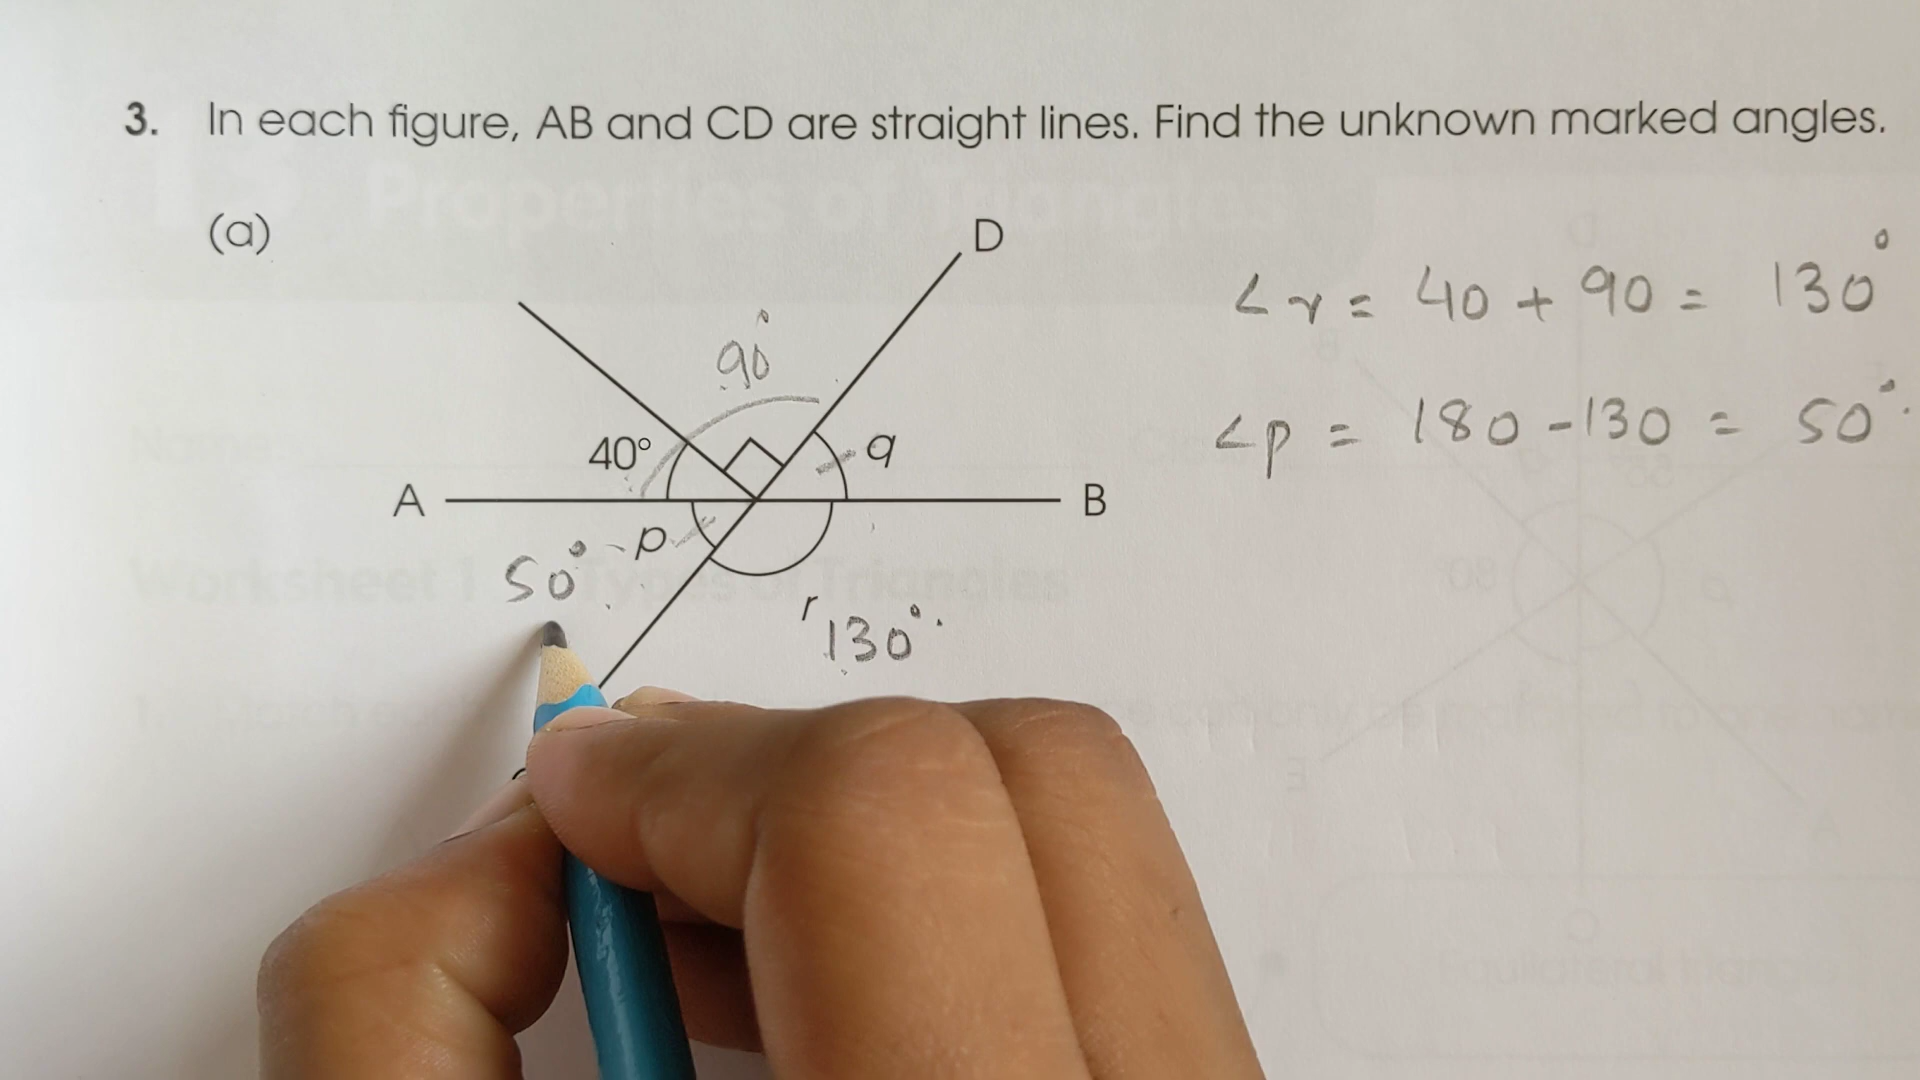 3. In each figure, AB and CD are straight lines. Find the unknown marked angles.
(a)
D
∠r = 40 + 90 = 130°
90°
∠p = 180 - 130 = 50°
40°
q
A
B
p
50°
r
130°